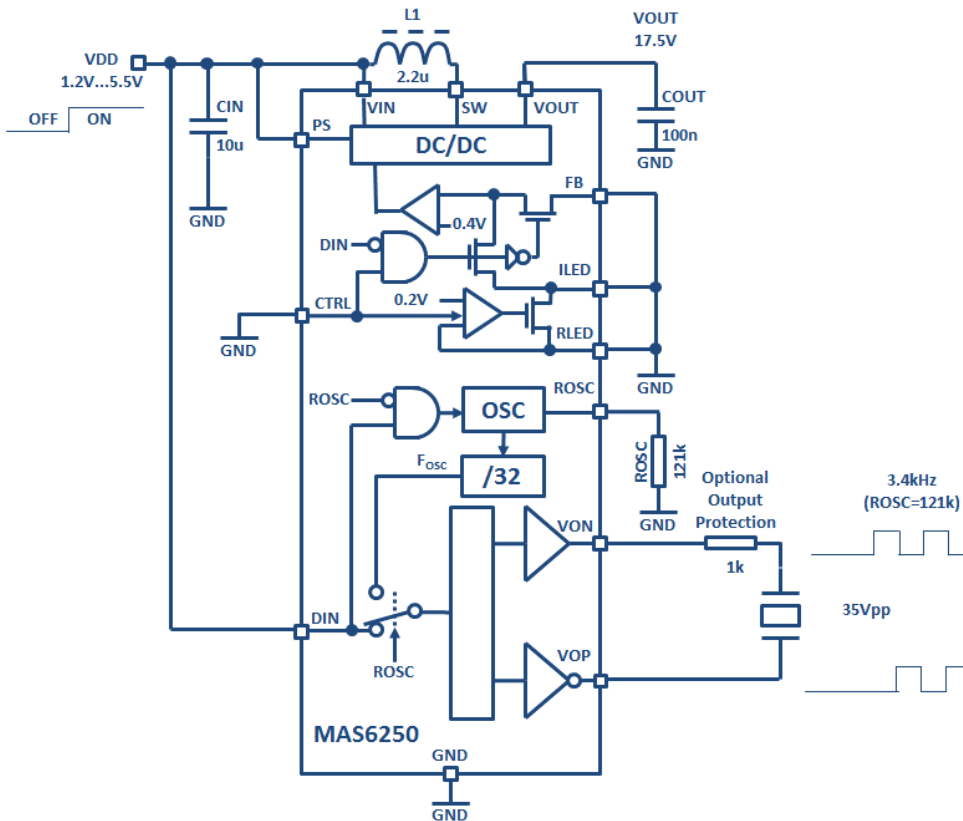 L1
VDD
1.2V...5.5V
2.2u
VOUT
17.5V
OFF
ON
CIN
10u
GND
VIN
SW
VOUT
COUT
100n
GND
PS
DC/DC
FB
0.4V
DIN
ILED
CTRL
0.2V
RLED
GND
GND
ROSC
ROSC
OSC
ROSC
121k
GND
FOSC
/32
Optional
Output
Protection
3.4kHz
(ROSC=121k)
VON
1k
35Vpp
DIN
ROSC
VOP
MAS6250
GND
GND